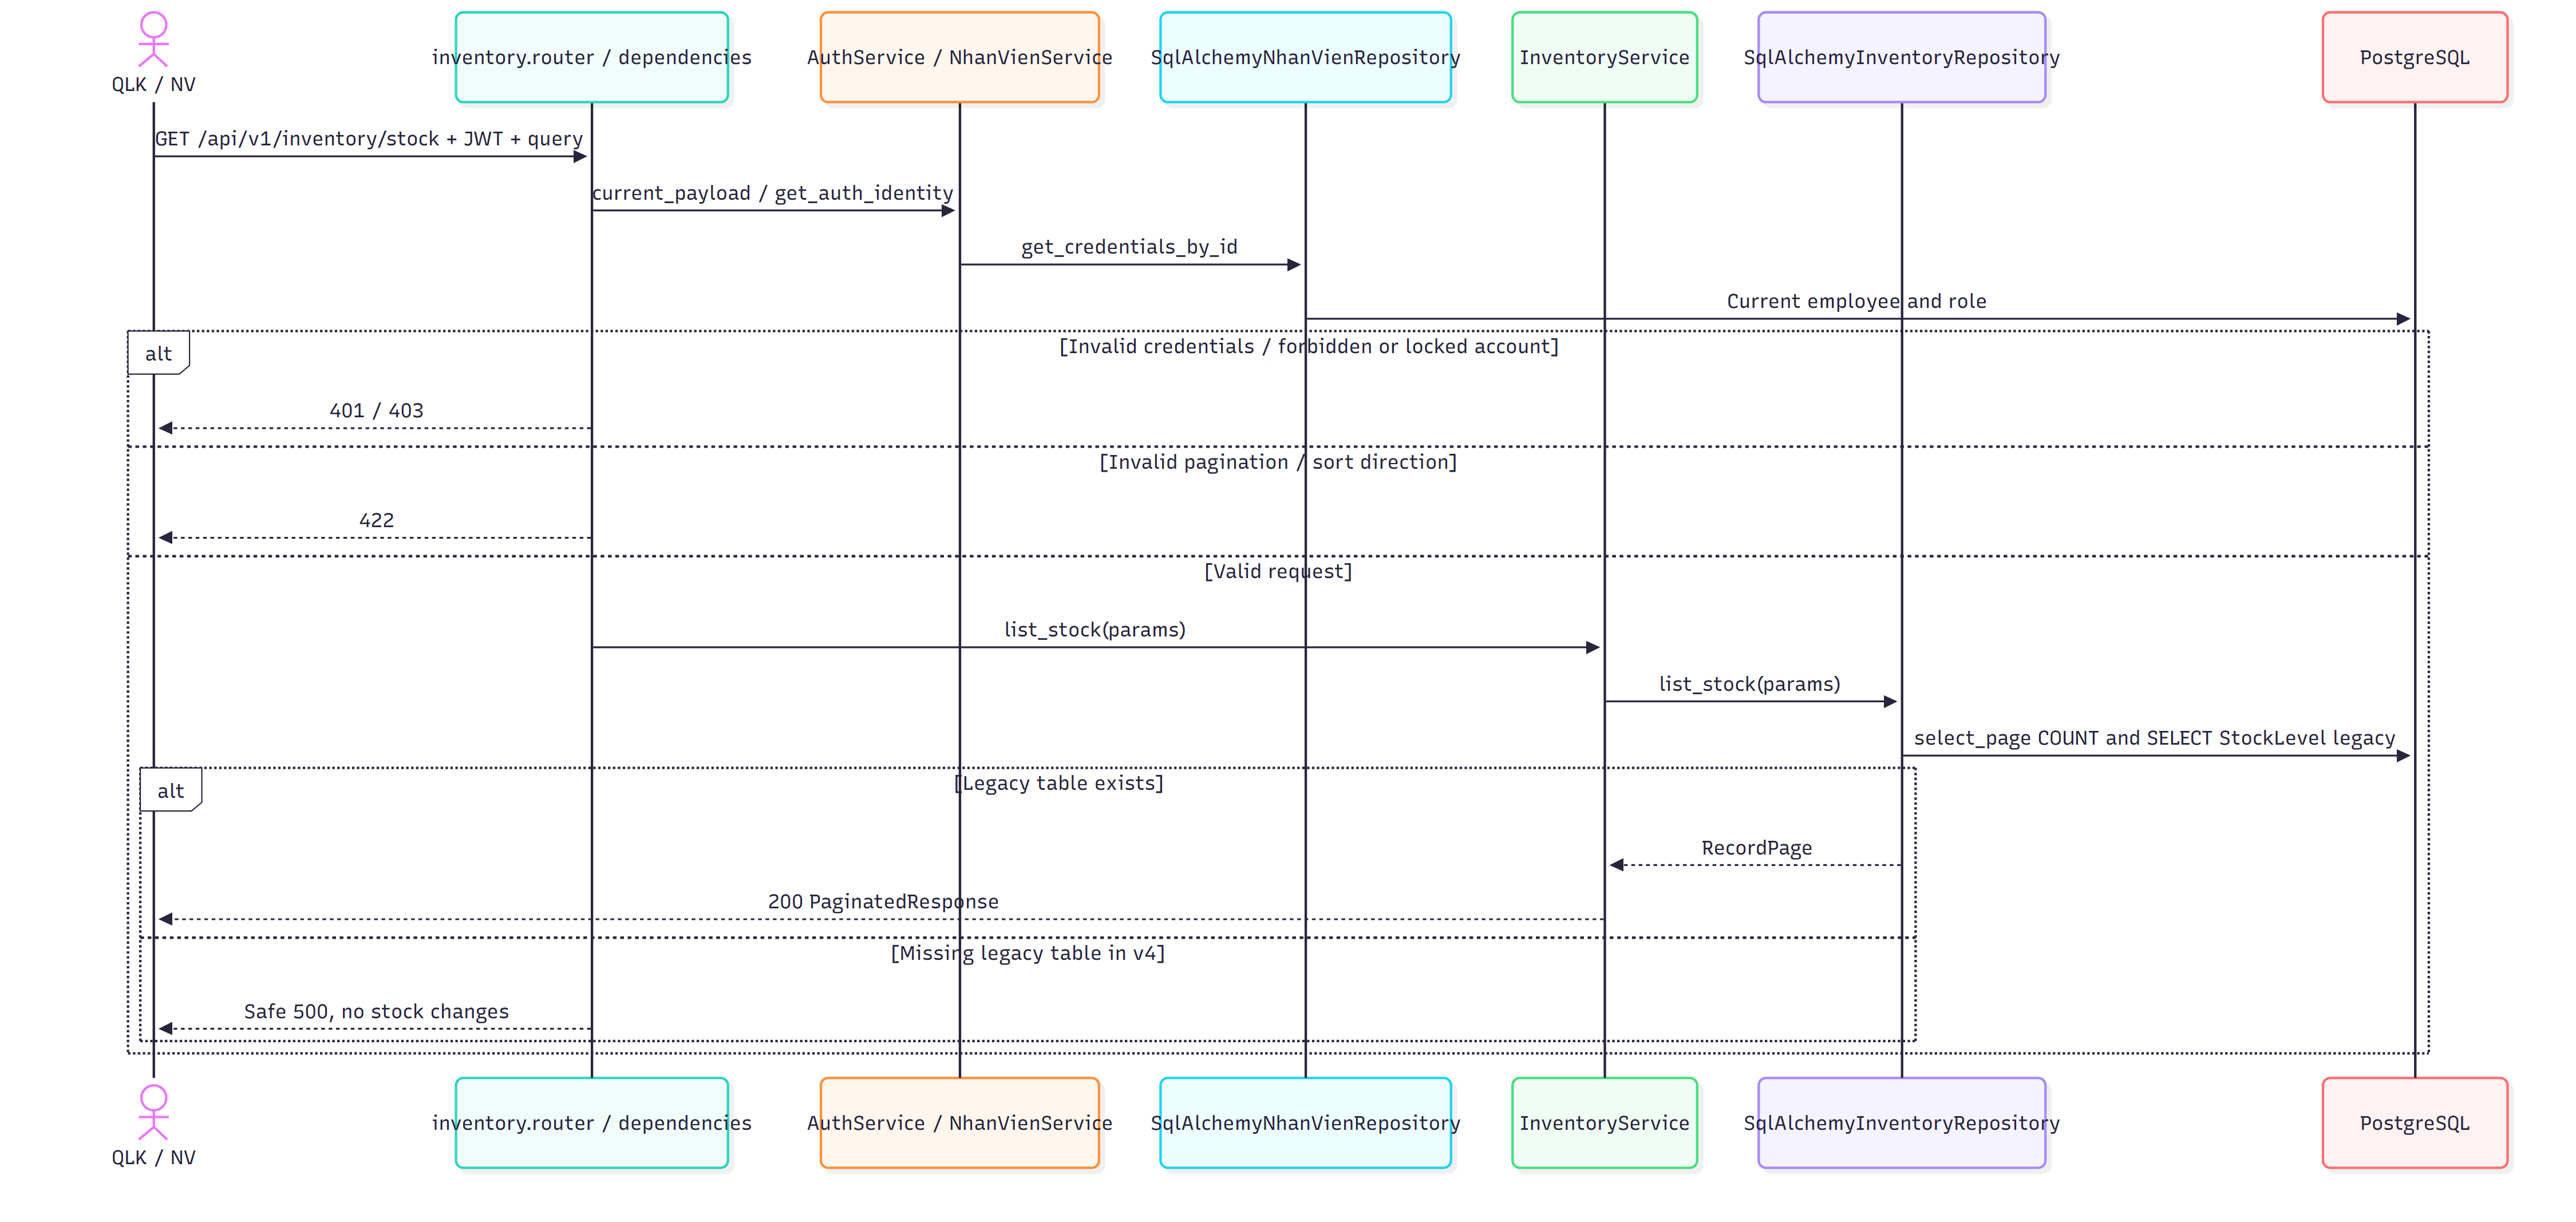 QLK / NV
inventory.router / dependencies
AuthService / NhanVienService
SqlAlchemyNhanVienRepository
InventoryService
SqlAlchemyInventoryRepository
PostgreSQL
GET /api/v1/inventory/stock + JWT + query
current_payload / get_auth_identity
get_credentials_by_id
Current employee and role
alt
[Invalid credentials / forbidden or locked account]
401 / 403
[Invalid pagination / sort direction]
422
[Valid request]
list_stock(params)
list_stock(params)
select_page COUNT and SELECT StockLevel legacy
alt
[Legacy table exists]
RecordPage
200 PaginatedResponse
[Missing legacy table in v4]
Safe 500, no stock changes
QLK / NV
inventory.router / dependencies
AuthService / NhanVienService
SqlAlchemyNhanVienRepository
InventoryService
SqlAlchemyInventoryRepository
PostgreSQL